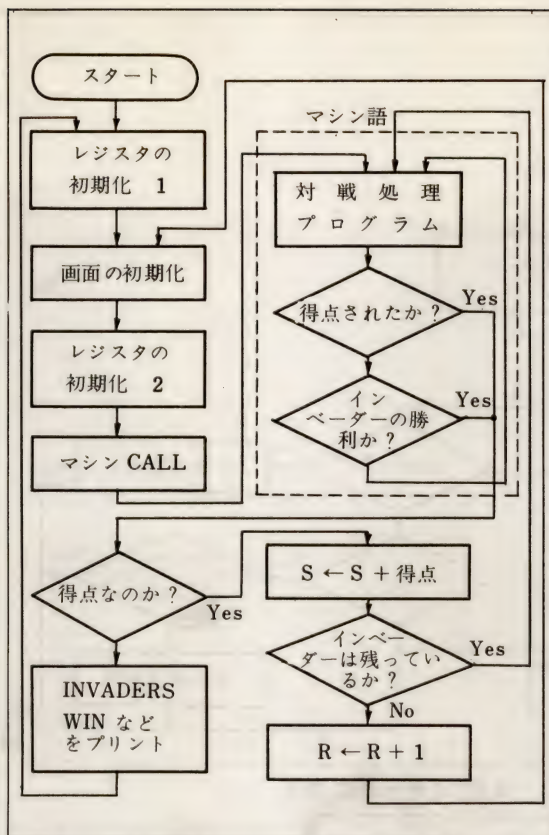 スタート
レジスタの
初期化 1
画面の初期化
レジスタの
初期化 2
マシン CALL
マシン語
対戦処理
プログラム
得点されたか？
Yes
イン
ベーダーの勝
利か？
Yes
得点なのか？
Yes
INVADERS
WIN など
をプリント
S ← S + 得点
インベー
ダーは残ってい
るか？
Yes
No
R ← R + 1